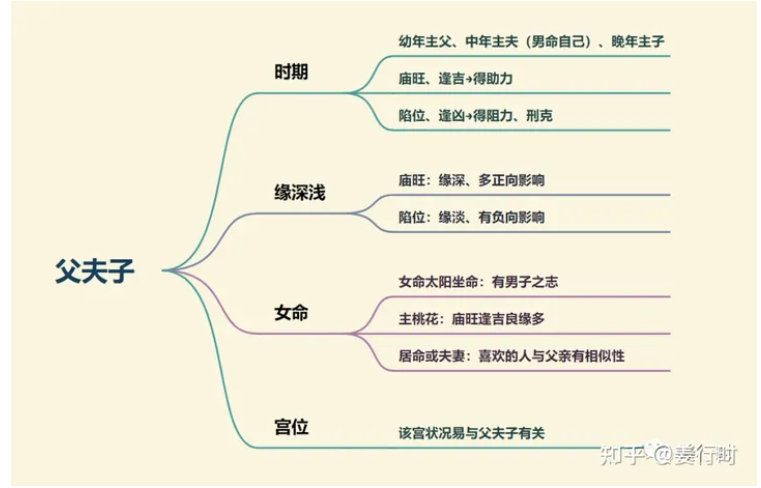 父夫子
时期
幼年主父、中年主夫（男命自己）、晚年主子
庙旺、逢吉→得助力
陷位、逢凶→得阻力、刑克
缘深浅
庙旺：缘深、多正向影响
陷位：缘淡、有负向影响
女命
女命太阳坐命：有男子之志
主桃花：庙旺逢吉良缘多
居命或夫妻：喜欢的人与父亲有相似性
宫位
该宫状况易与父夫子有关
知乎 @姜行时